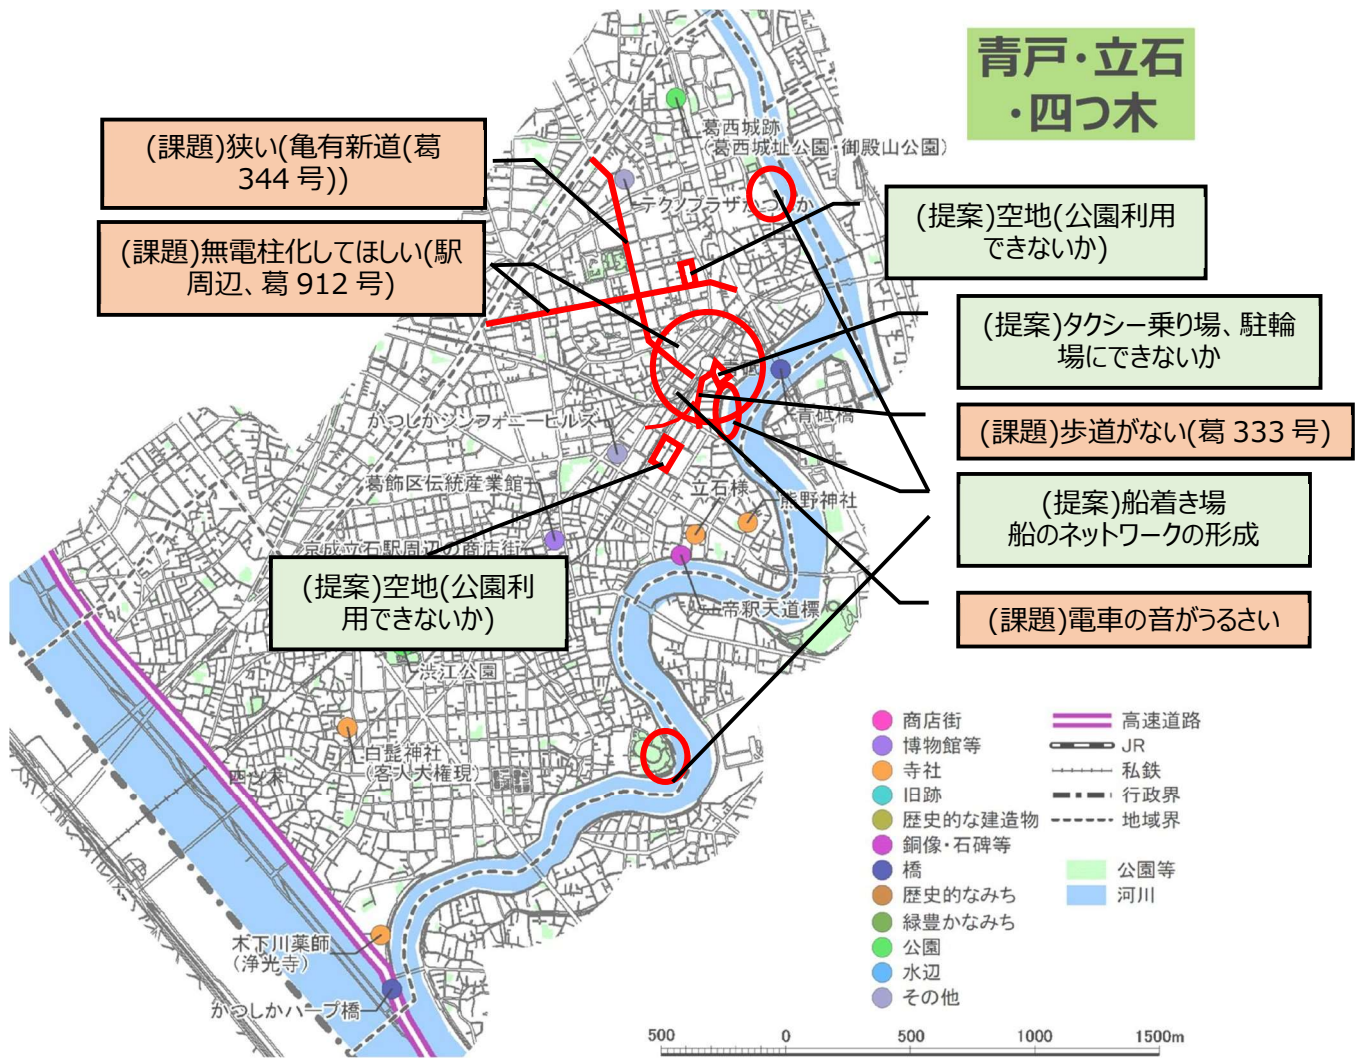 青戸・立石
・四つ木
(課題)狭い(亀有新道(葛
344 号))
(課題)無電柱化してほしい(駅
周辺、葛 912 号)
葛西城跡
(葛西城址公園・御殿山公園)
テクノプラザかつしか
(提案)空地(公園利用
できないか)
(提案)タクシー乗り場、駐輪
場にできないか
青砥橋
(課題)歩道がない(葛 333 号)
かつしかシンフォニーヒルズ
葛飾区伝統産業館
立石様
熊野神社
(提案)船着き場
船のネットワークの形成
京成立石駅周辺の商店街
(提案)空地(公園利
用できないか)
帝釈天道標
(課題)電車の音がうるさい
渋江公園
白髭神社
(客人大権現)
四ツ木
木下川薬師
(浄光寺)
かつしかハープ橋
商店街
博物館等
寺社
旧跡
歴史的な建造物
銅像・石碑等
橋
歴史的なみち
緑豊かなみち
公園
水辺
その他
高速道路
JR
私鉄
行政界
地域界
公園等
河川
500 0 500 1000 1500m